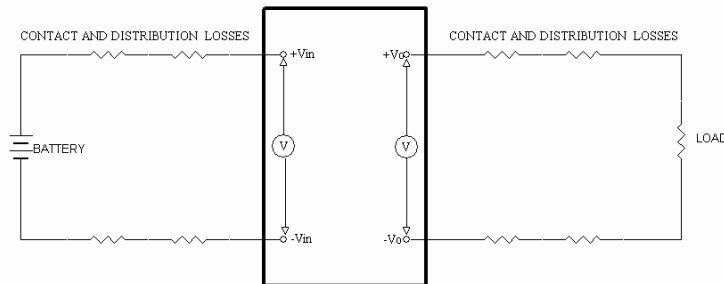 CONTACT AND DISTRIBUTION LOSSES
CONTACT AND DISTRIBUTION LOSSES
+Vin
+Vo
V
V
BATTERY
LOAD
-Vin
-Vo